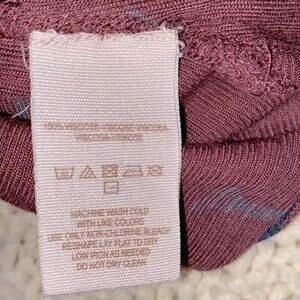 100% VISCOSE-VISCOSE-VISCOSA
VISKOSE
MACHINE WASH COLD
WITH LIKE COLORS
USE ONLY NON-CHLORINE BLEACH
RESHAPE LAY FLAT TO DRY
LOW IRON AS NEEDED
DO NOT DRY CLEAN